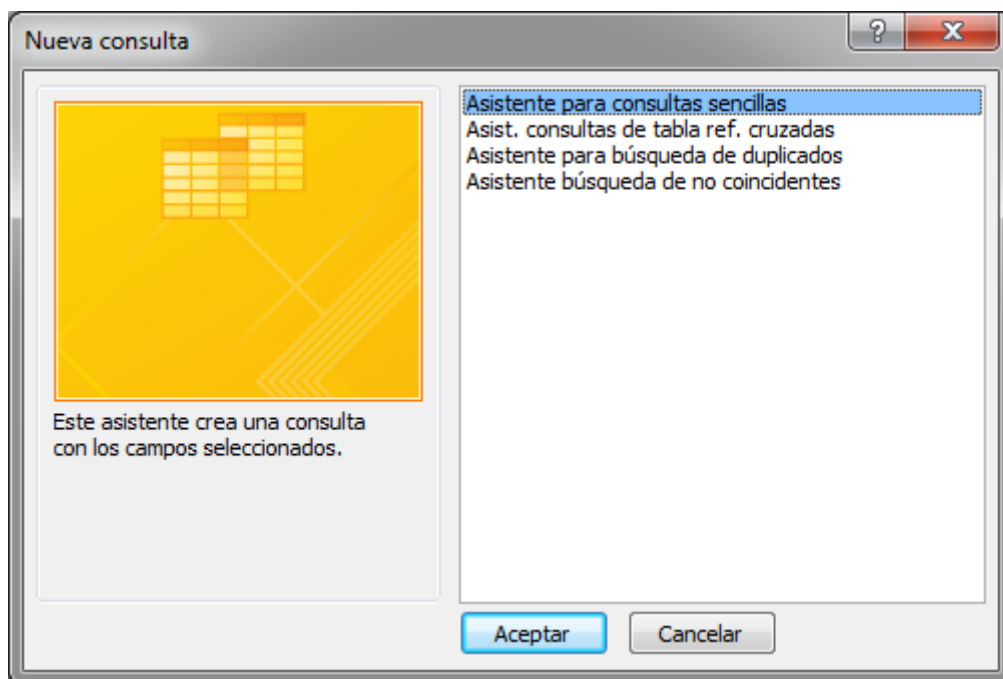 Nueva consulta
Asistente para consultas sencillas
Asist. consultas de tabla ref. cruzadas
Asistente para búsqueda de duplicados
Asistente búsqueda de no coincidentes
Este asistente crea una consulta
con los campos seleccionados.
Aceptar
Cancelar